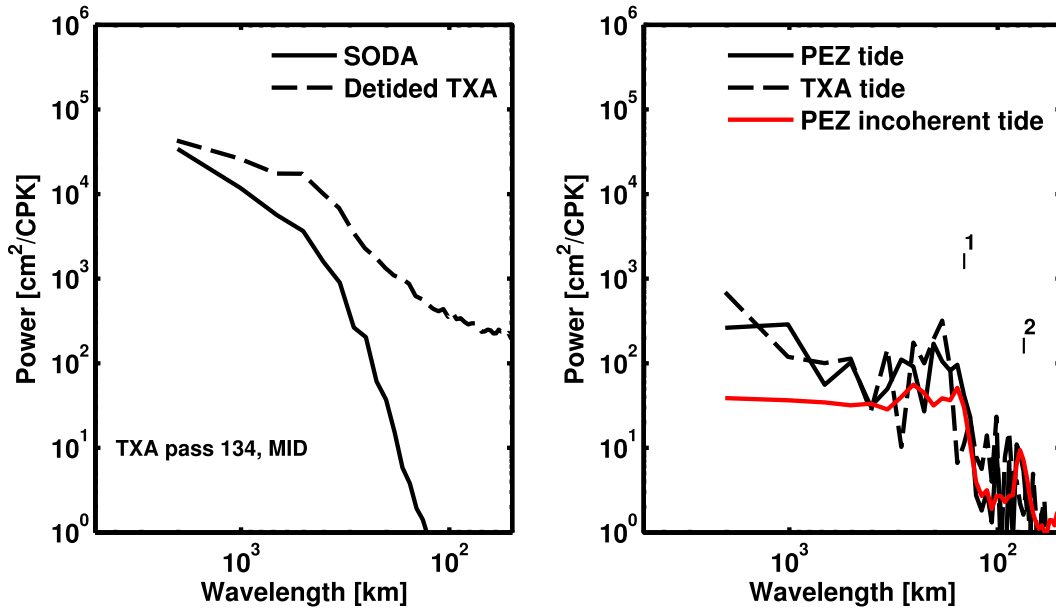 10^6
10^5
10^4
10^3
10^2
10^1
10^0
Power [cm^2/CPK]
SODA
Detided TXA
TXA pass 134, MID
10^3
10^2
Wavelength [km]
10^6
10^5
10^4
10^3
10^2
10^1
10^0
Power [cm^2/CPK]
PEZ tide
TXA tide
PEZ incoherent tide
1
2
10^3
10^2
Wavelength [km]